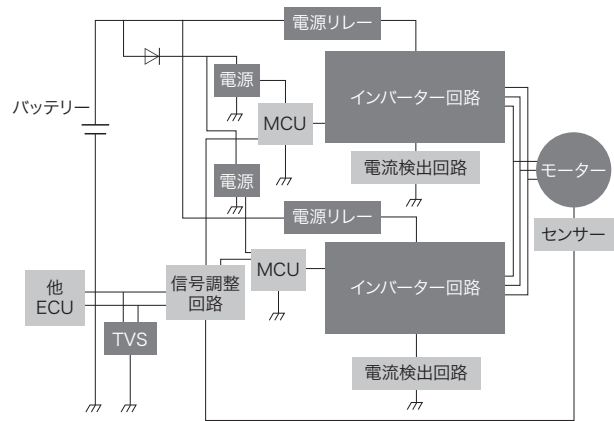 電源リレー
電源
バッテリー
MCU
インバーター回路
電流検出回路
モーター
電源
電源リレー
センサー
MCU
他
ECU
信号調整
回路
インバーター回路
TVS
電流検出回路